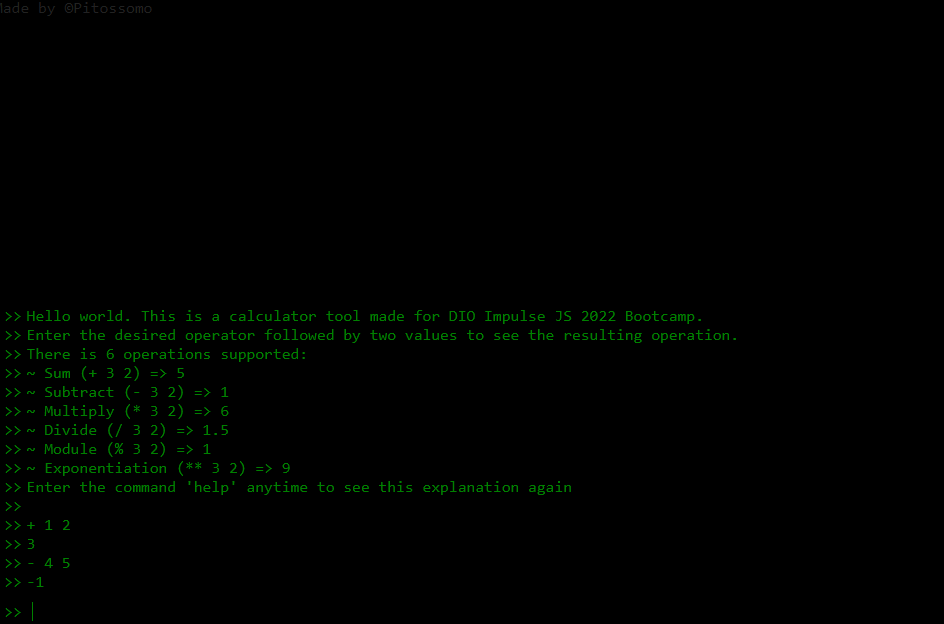 Made by @Pitossomo
>> Hello world. This is a calculator tool made for DIO Impulse JS 2022 Bootcamp.
>> Enter the desired operator followed by two values to see the resulting operation.
>> There is 6 operations supported:
>> ~ Sum (+ 3 2) => 5
>> ~ Subtract (- 3 2) => 1
>> ~ Multiply (* 3 2) => 6
>> ~ Divide (/ 3 2) => 1.5
>> ~ Module (% 3 2) => 1
>> ~ Exponentiation (** 3 2) => 9
>> Enter the command 'help' anytime to see this explanation again
>>
>> + 1 2
>> 3
>> - 4 5
>> -1
>>